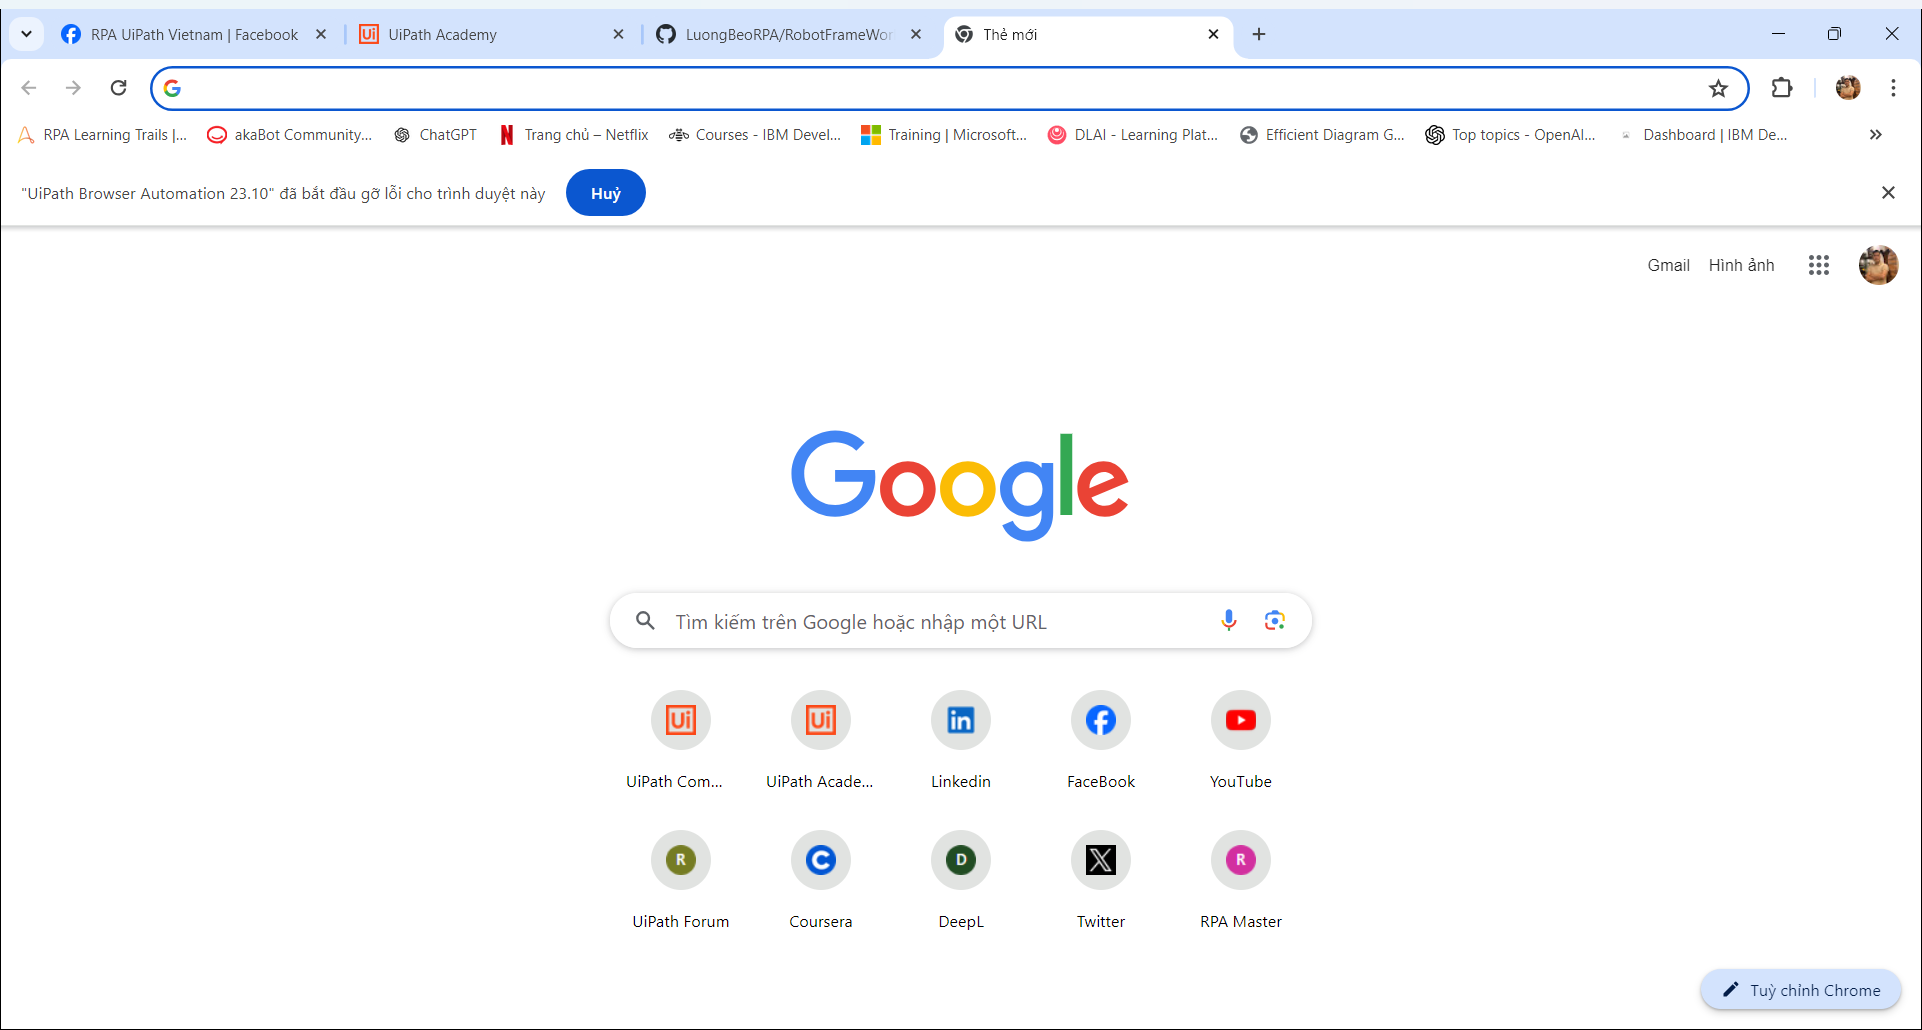 RPA UiPath Vietnam | Facebook
UiPath Academy
LuongBeoRPA/RobotFrameWor
Thẻ mới
RPA Learning Trails |...
akaBot Community...
ChatGPT
Trang chủ – Netflix
Courses - IBM Devel...
Training | Microsoft...
DLAI - Learning Plat...
Efficient Diagram G...
Top topics - OpenAI...
Dashboard | IBM De...
"UiPath Browser Automation 23.10" đã bắt đầu gỡ lỗi cho trình duyệt này
Huỷ
Gmail
Hình ảnh
Google
Tìm kiếm trên Google hoặc nhập một URL
Ui
Ui
in
UiPath Com...
UiPath Acade...
Linkedin
FaceBook
YouTube
R
D
R
UiPath Forum
Coursera
DeepL
Twitter
RPA Master
Tuỳ chỉnh Chrome